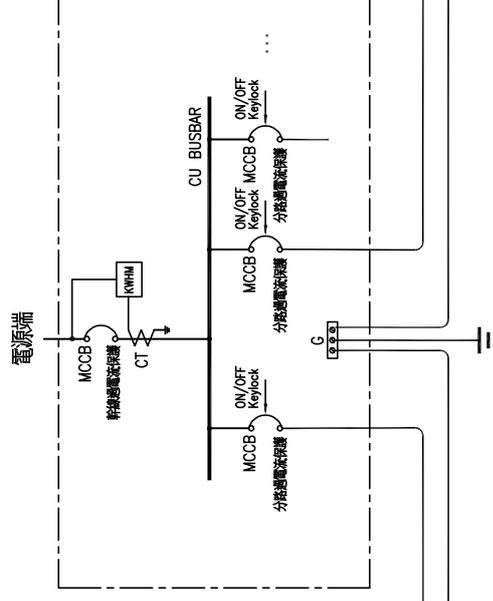 電源端
MCCB
幹線過電流保護
KWHM
CT
CU BUSBAR
ON/OFF
Keylock
MCCB
分路過電流保護
G
ON/OFF
Keylock
MCCB
分路過電流保護
ON/OFF
Keylock
MCCB
分路過電流保護
...